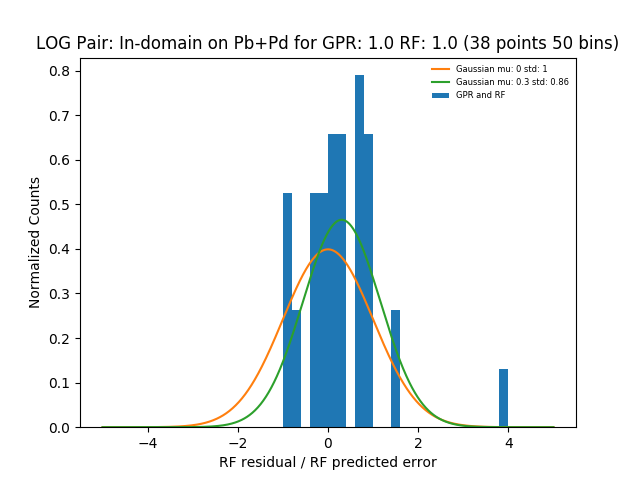 LOG Pair: In-domain on Pb+Pd for GPR: 1.0 RF: 1.0 (38 points 50 bins)
Gaussian mu: 0 std: 1
Gaussian mu: 0.3 std: 0.86
GPR and RF
0.8
0.7
0.6
0.5
0.4
0.3
0.2
0.1
0.0
Normalized Counts
−4 −2 0 2 4
RF residual / RF predicted error